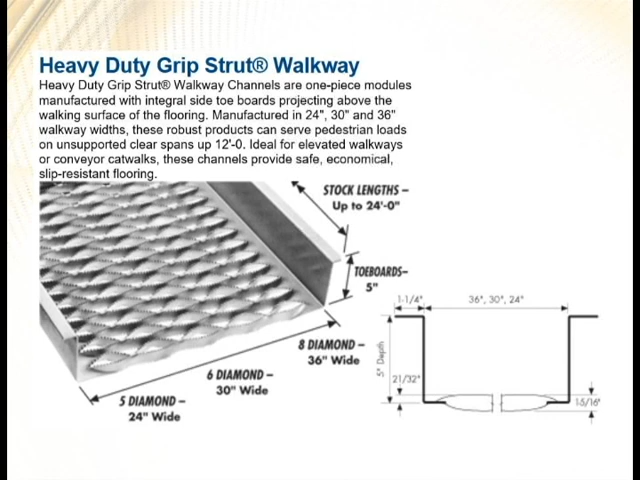 Heavy Duty Grip Strut® Walkway
Heavy Duty Grip Strut® Walkway Channels are one-piece modules
manufactured with integral side toe boards projecting above the
walking surface of the flooring. Manufactured in 24", 30" and 36"
walkway widths, these robust products can serve pedestrian loads
on unsupported clear spans up 12'-0. Ideal for elevated walkways
or conveyor catwalks, these channels provide safe, economical,
slip-resistant flooring.
STOCK LENGTHS –
Up to 24'-0"
TOEBOARDS–
5"
8 DIAMOND –
36" Wide
6 DIAMOND –
30" Wide
5 DIAMOND –
24" Wide
1-1/4"
36", 30", 24"
5" Depth
21/32"
1-5/16"